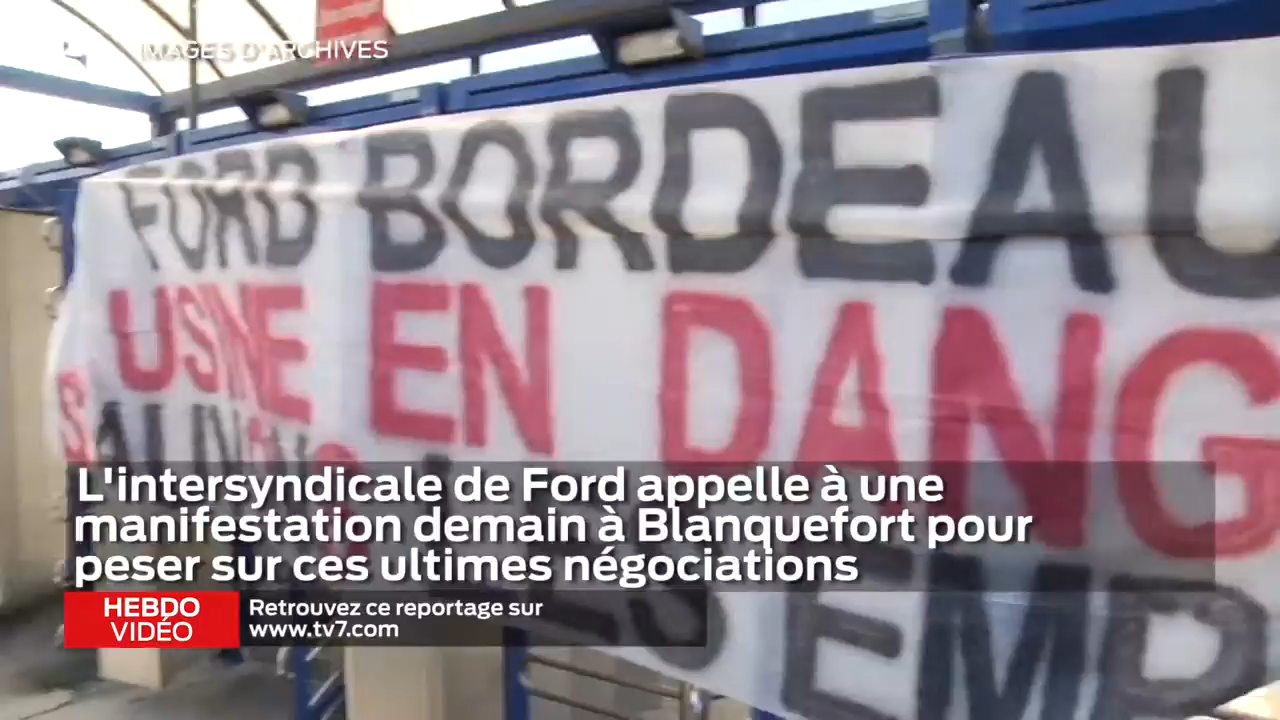 IMAGES D'ARCHIVES
FORD BORDEAU
USINE EN DANG
EMP
L'intersyndicale de Ford appelle à une
manifestation demain à Blanquefort pour
peser sur ces ultimes négociations
HEBDO
VIDÉO
Retrouvez ce reportage sur
www.tv7.com